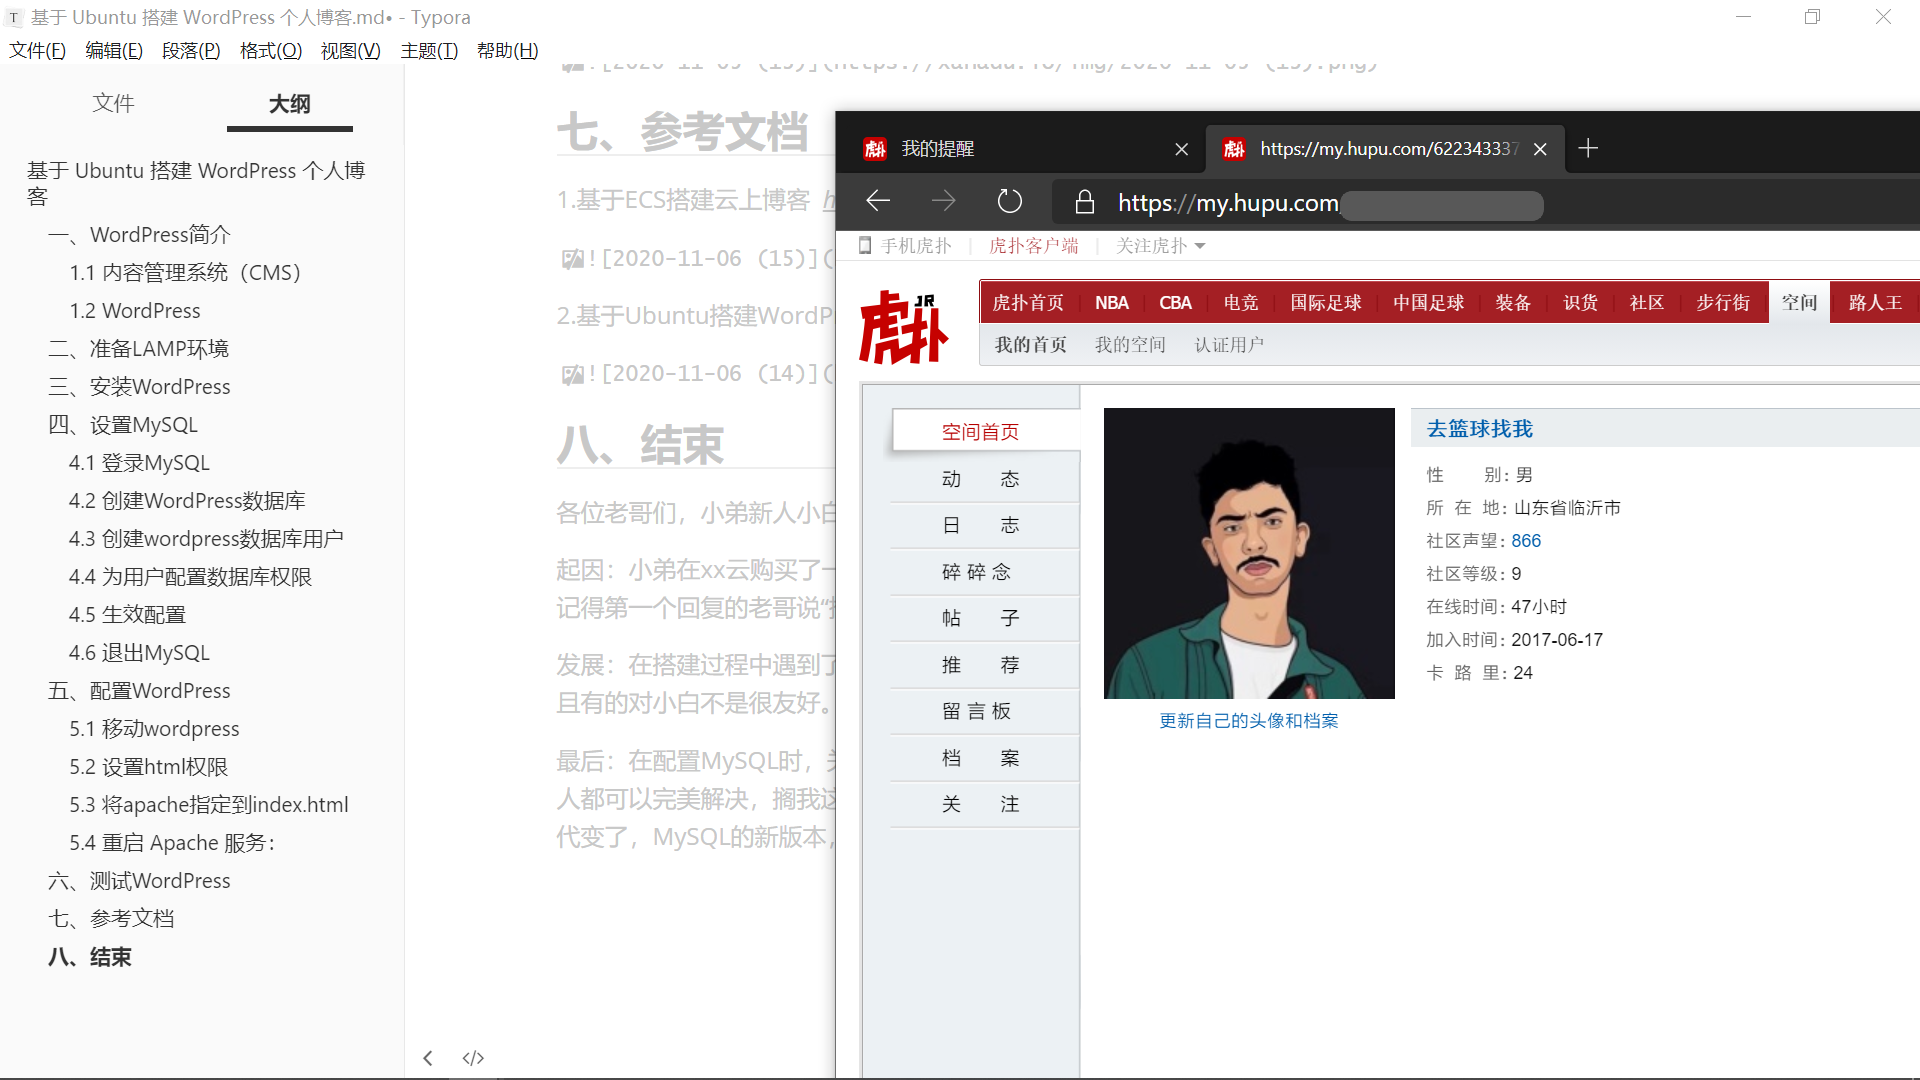 基于 Ubuntu 搭建 WordPress 个人博客.md• - Typora
文件(F) 编辑(E) 段落(P) 格式(O) 视图(V) 主题(T) 帮助(H)
文件 大纲
基于 Ubuntu 搭建 WordPress 个人博
客
一、WordPress简介
1.1 内容管理系统（CMS）
1.2 WordPress
二、准备LAMP环境
三、安装WordPress
四、设置MySQL
4.1 登录MySQL
4.2 创建WordPress数据库
4.3 创建wordpress数据库用户
4.4 为用户配置数据库权限
4.5 生效配置
4.6 退出MySQL
五、配置WordPress
5.1 移动wordpress
5.2 设置html权限
5.3 将apache指定到index.html
5.4 重启 Apache 服务：
六、测试WordPress
七、参考文档
八、结束
七、参考文档
1.基于ECS搭建云上博客
![2020-11-06 (15)](
2.基于Ubuntu搭建WordP
![2020-11-06 (14)](
八、结束
各位老哥们，小弟新人小白
起因：小弟在xx云购买了一
记得第一个回复的老哥说“
发展：在搭建过程中遇到了
且有的对小白不是很友好。
最后：在配置MySQL时，
人都可以完美解决，搁我这
代变了，MySQL的新版本，
我的提醒
https://my.hupu.com/622343337
https://my.hupu.com
手机虎扑 虎扑客户端 关注虎扑
虎扑 JR
虎扑首页 NBA CBA 电竞 国际足球 中国足球 装备 识货 社区 步行街 空间 路人王
我的首页 我的空间 认证用户
空间首页
动 态
日 志
碎 碎 念
帖 子
推 荐
留 言 板
档 案
关 注
更新自己的头像和档案
去篮球找我
性 别：男
所 在 地：山东省临沂市
社区声望：866
社区等级：9
在线时间：47小时
加入时间：2017-06-17
卡 路 里：24